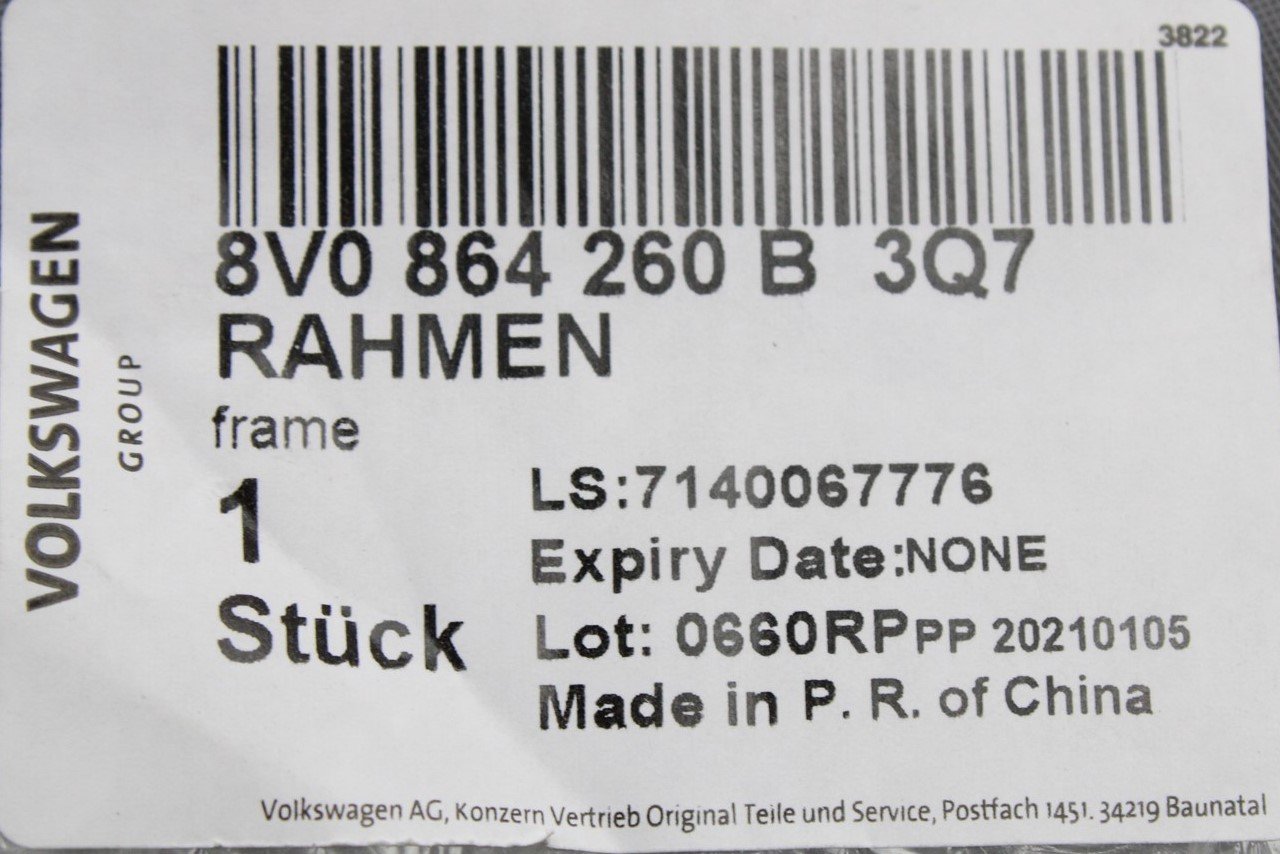 3822
8V0 864 260 B 3Q7
RAHMEN
frame
1
Stück
LS:7140067776
Expiry Date:NONE
Lot: 0660RPPP 20210105
Made in P. R. of China
VOLKSWAGEN
GROUP
Volkswagen AG, Konzern Vertrieb Original Teile und Service, Postfach 1451. 34219 Baunatal